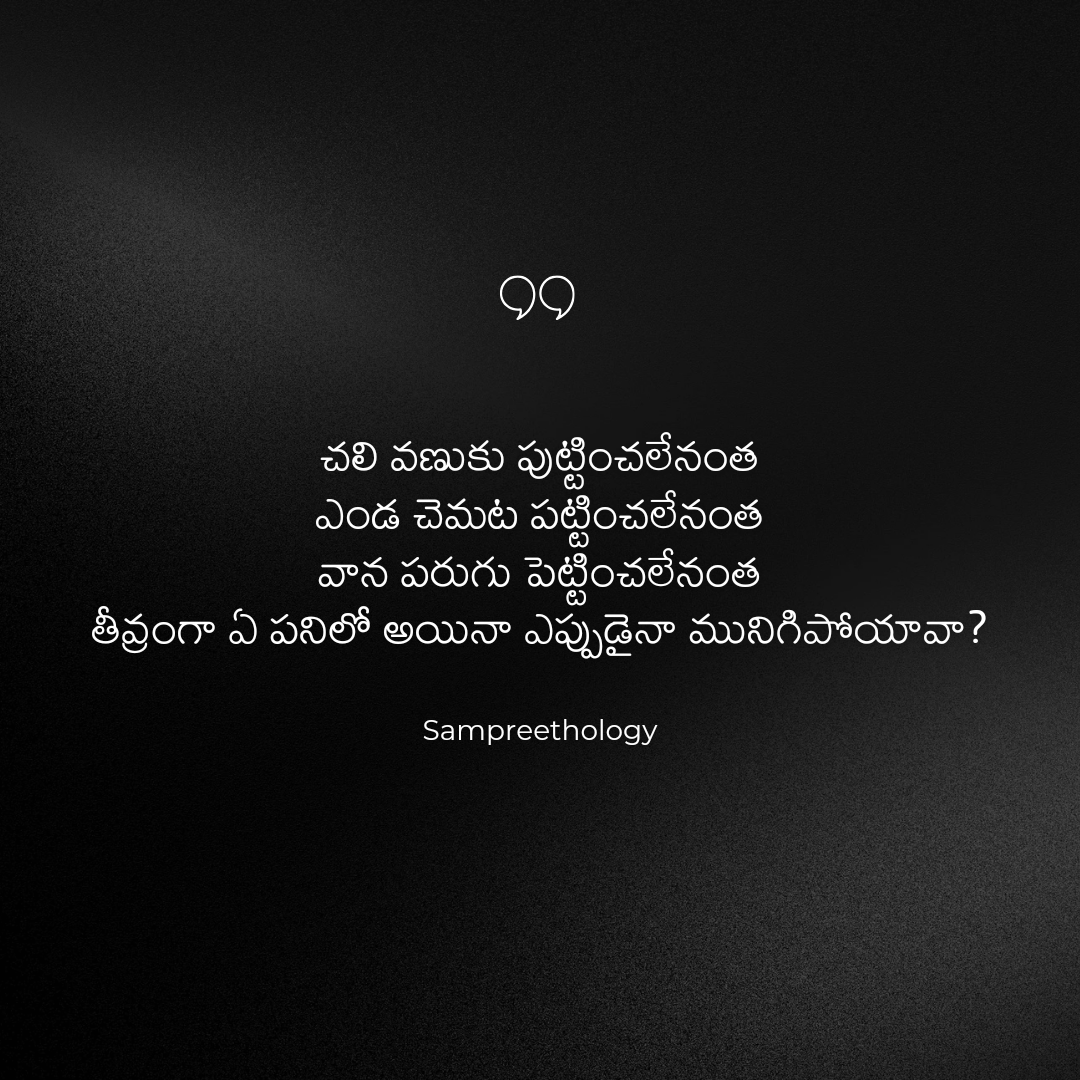 చలి వణుకు పుట్టించలేనంత
ఎండ చెమట పట్టించలేనంత
వాన పరుగు పెట్టించలేనంత
తీవ్రంగా ఏ పనిలో అయినా ఎప్పుడైనా మునిగిపోయావా?
Sampreethology